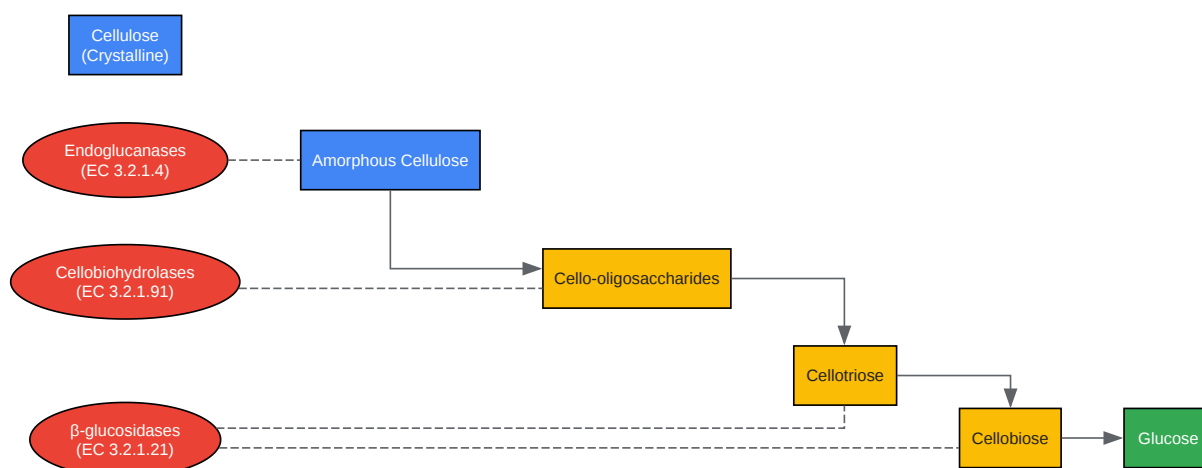 Cellulose
(Crystalline)
Endoglucanases
(EC 3.2.1.4)
Amorphous Cellulose
Cellobiohydrolases
(EC 3.2.1.91)
Cello-oligosaccharides
Cellotriose
β-glucosidases
(EC 3.2.1.21)
Cellobiose
Glucose